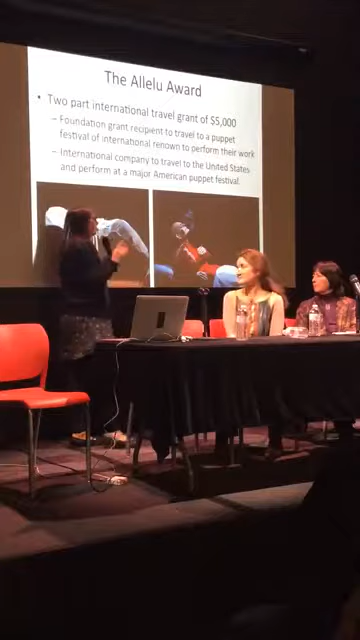 The Allelu Award
• Two part international travel grant of $5,000
– Foundation grant recipient to travel to a puppet
festival of international renown to perform their work
– International company to travel to the United States
and perform at a major American puppet festival.